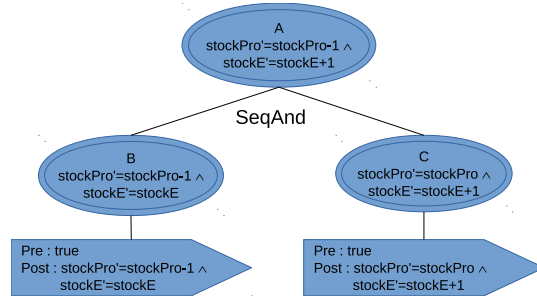 A
stockPro'=stockPro-1 ∧
stockE'=stockE+1
SeqAnd
B
stockPro'=stockPro-1 ∧
stockE'=stockE
C
stockPro'=stockPro ∧
stockE'=stockE+1
Pre : true
Post : stockPro'=stockPro-1 ∧
stockE'=stockE
Pre : true
Post : stockPro'=stockPro ∧
stockE'=stockE+1